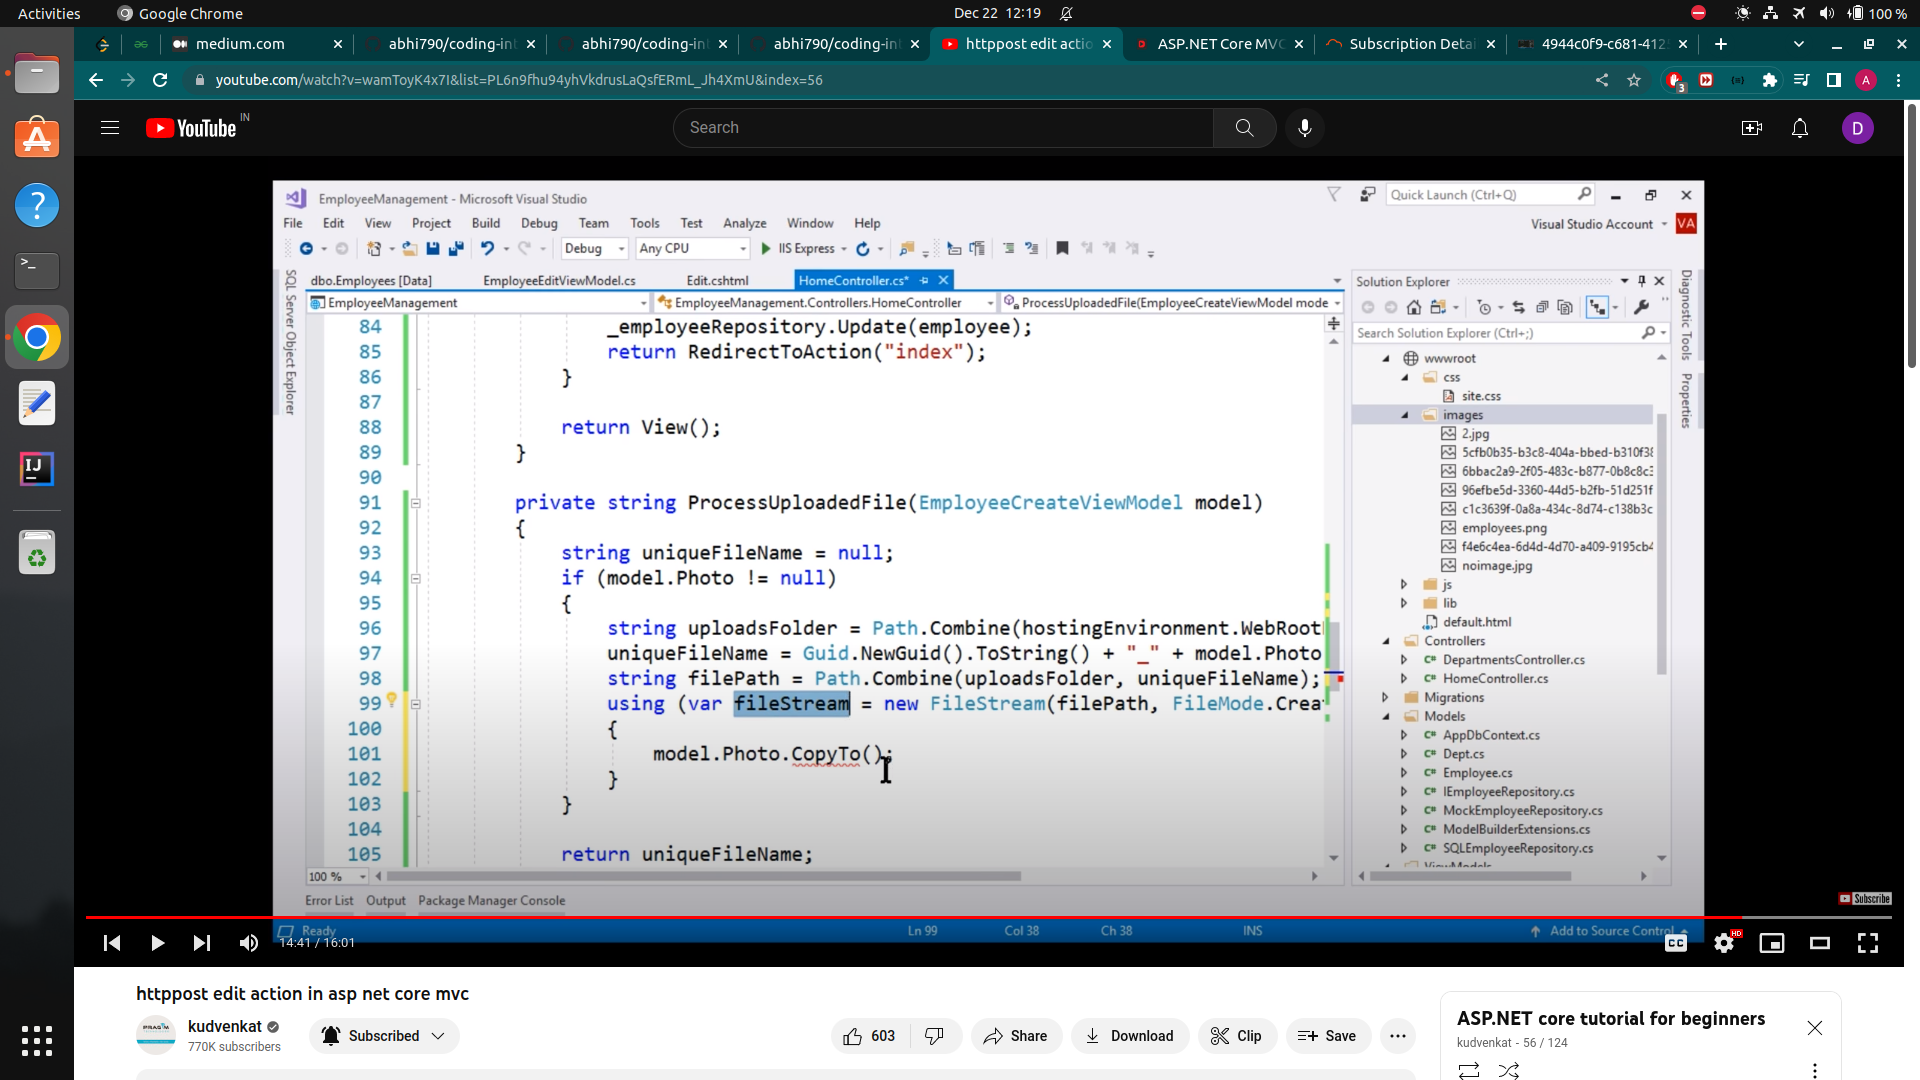 Activities Google Chrome Dec 22 12:19 100 %
medium.com abhi790/coding-int abhi790/coding-int abhi790/coding-int httppost edit actio ASP.NET Core MVC Subscription Detai 4944c0f9-c681-4125
youtube.com/watch?v=wamToyK4x7I&list=PL6n9fhu94yhVkdrusLaQsfERmL_Jh4XmU&index=56 3 A
YouTube IN Search D
EmployeeManagement - Microsoft Visual Studio Quick Launch (Ctrl+Q)
File Edit View Project Build Debug Team Tools Test Analyze Window Help Visual Studio Account VA
Debug Any CPU IIS Express
dbo.Employees [Data] EmployeeEditViewModel.cs Edit.cshtml HomeController.cs*
EmployeeManagement EmployeeManagement.Controllers.HomeController ProcessUploadedFile(EmployeeCreateViewModel mode
SQL Server Object Explorer
84 _employeeRepository.Update(employee);
85 return RedirectToAction("index");
86 }
87
88 return View();
89 }
90
91 private string ProcessUploadedFile(EmployeeCreateViewModel model)
92 {
93 string uniqueFileName = null;
94 if (model.Photo != null)
95 {
96 string uploadsFolder = Path.Combine(hostingEnvironment.WebRoot
97 uniqueFileName = Guid.NewGuid().ToString() + "_" + model.Photo
98 string filePath = Path.Combine(uploadsFolder, uniqueFileName);
99 using (var fileStream = new FileStream(filePath, FileMode.Crea
100 {
101 model.Photo.CopyTo();
102 }
103 }
104
105 return uniqueFileName;
100 %
Error List Output Package Manager Console
Ready Ln 99 Col 38 Ch 38 INS Add to Source Control
Solution Explorer
Search Solution Explorer (Ctrl+;)
wwwroot
css
site.css
images
2.jpg
5cfb0b35-b3c8-404a-bbed-b310f38
6bbac2a9-2f05-483c-b877-0b8c8c3
96efbe5d-3360-44d5-b2fb-51d251f
c1c3639f-0a8a-434c-8d74-c138b3c
employees.png
f4e6c4ea-6d4d-4d70-a409-9195cb4
noimage.jpg
js
lib
default.html
Controllers
DepartmentsController.cs
HomeController.cs
Migrations
Models
AppDbContext.cs
Dept.cs
Employee.cs
IEmployeeRepository.cs
MockEmployeeRepository.cs
ModelBuilderExtensions.cs
SQLEmployeeRepository.cs
ViewModels
Diagnostic Tools
Properties
Subscribe
14:41 / 16:01 CC HD
httppost edit action in asp net core mvc
kudvenkat
770K subscribers
PRAGIM
Subscribed 603 Share Download Clip Save
ASP.NET core tutorial for beginners
kudvenkat - 56 / 124